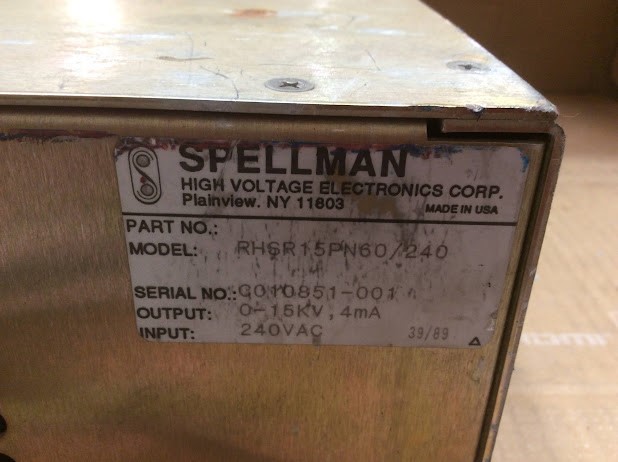 SPELLMAN
HIGH VOLTAGE ELECTRONICS CORP.
Plainview, NY 11803 MADE IN USA
PART NO.:
MODEL: RHSR15PN60/240
SERIAL NO.: C010851-001
OUTPUT: 0-15KV, 4mA
INPUT: 240VAC 39/89